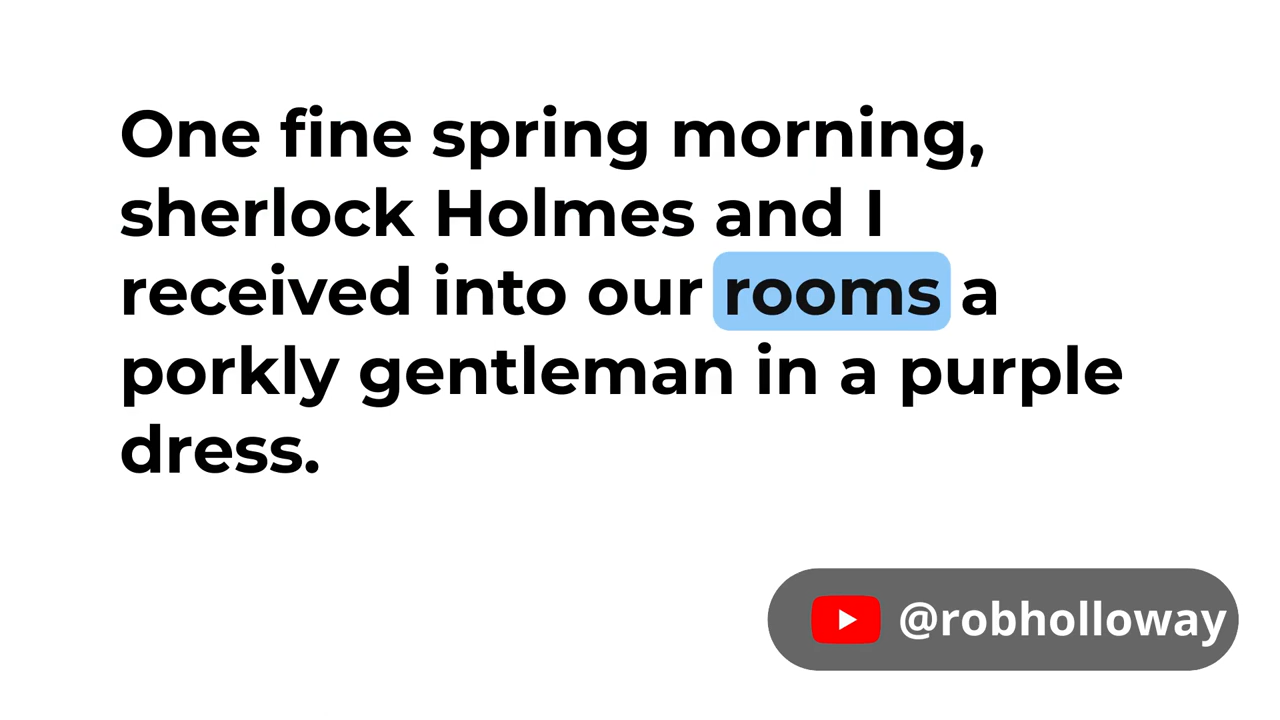 One fine spring morning,
sherlock Holmes and I
received into our rooms a
porkly gentleman in a purple
dress.
@robholloway